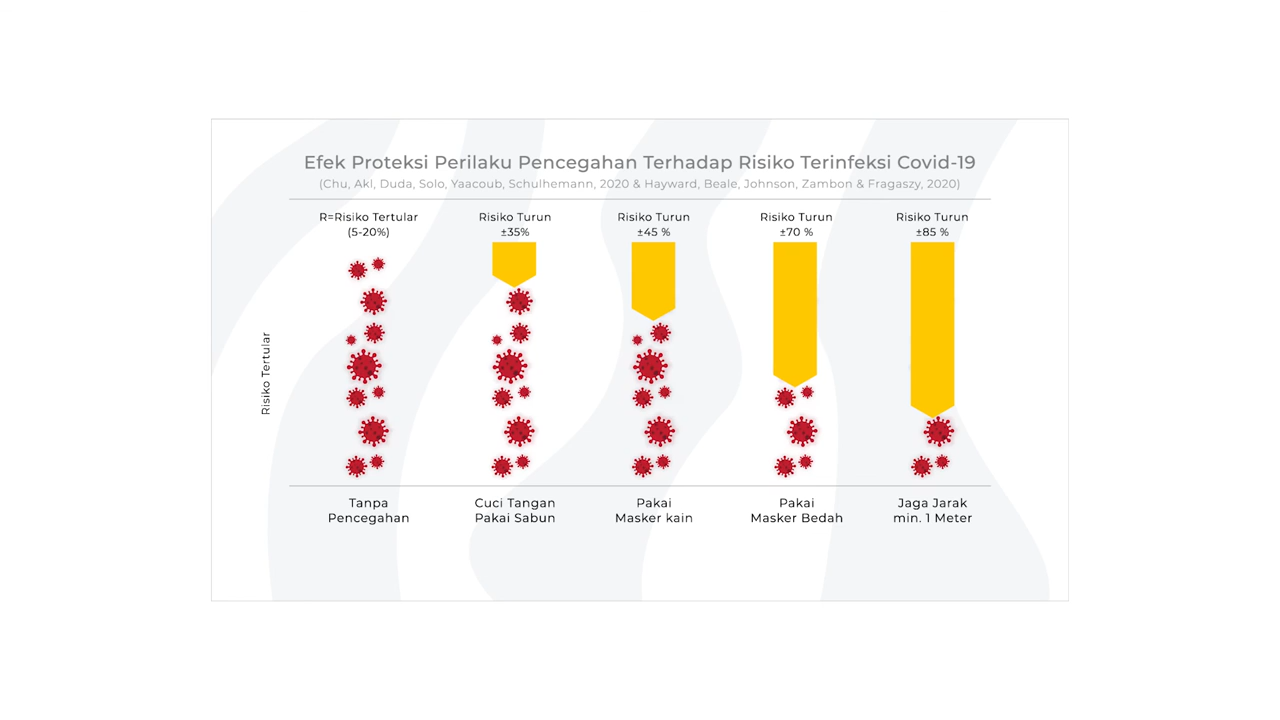 Efek Proteksi Perilaku Pencegahan Terhadap Risiko Terinfeksi Covid-19
(Chu, Akl, Duda, Solo, Yaacoub, Schulhemann, 2020 & Hayward, Beale, Johnson, Zambon & Fragaszy, 2020)
R=Risiko Tertular
(5-20%)
Risiko Turun
±35%
Risiko Turun
±45 %
Risiko Turun
±70 %
Risiko Turun
±85 %
Risiko Tertular
Tanpa
Pencegahan
Cuci Tangan
Pakai Sabun
Pakai
Masker kain
Pakai
Masker Bedah
Jaga Jarak
min. 1 Meter